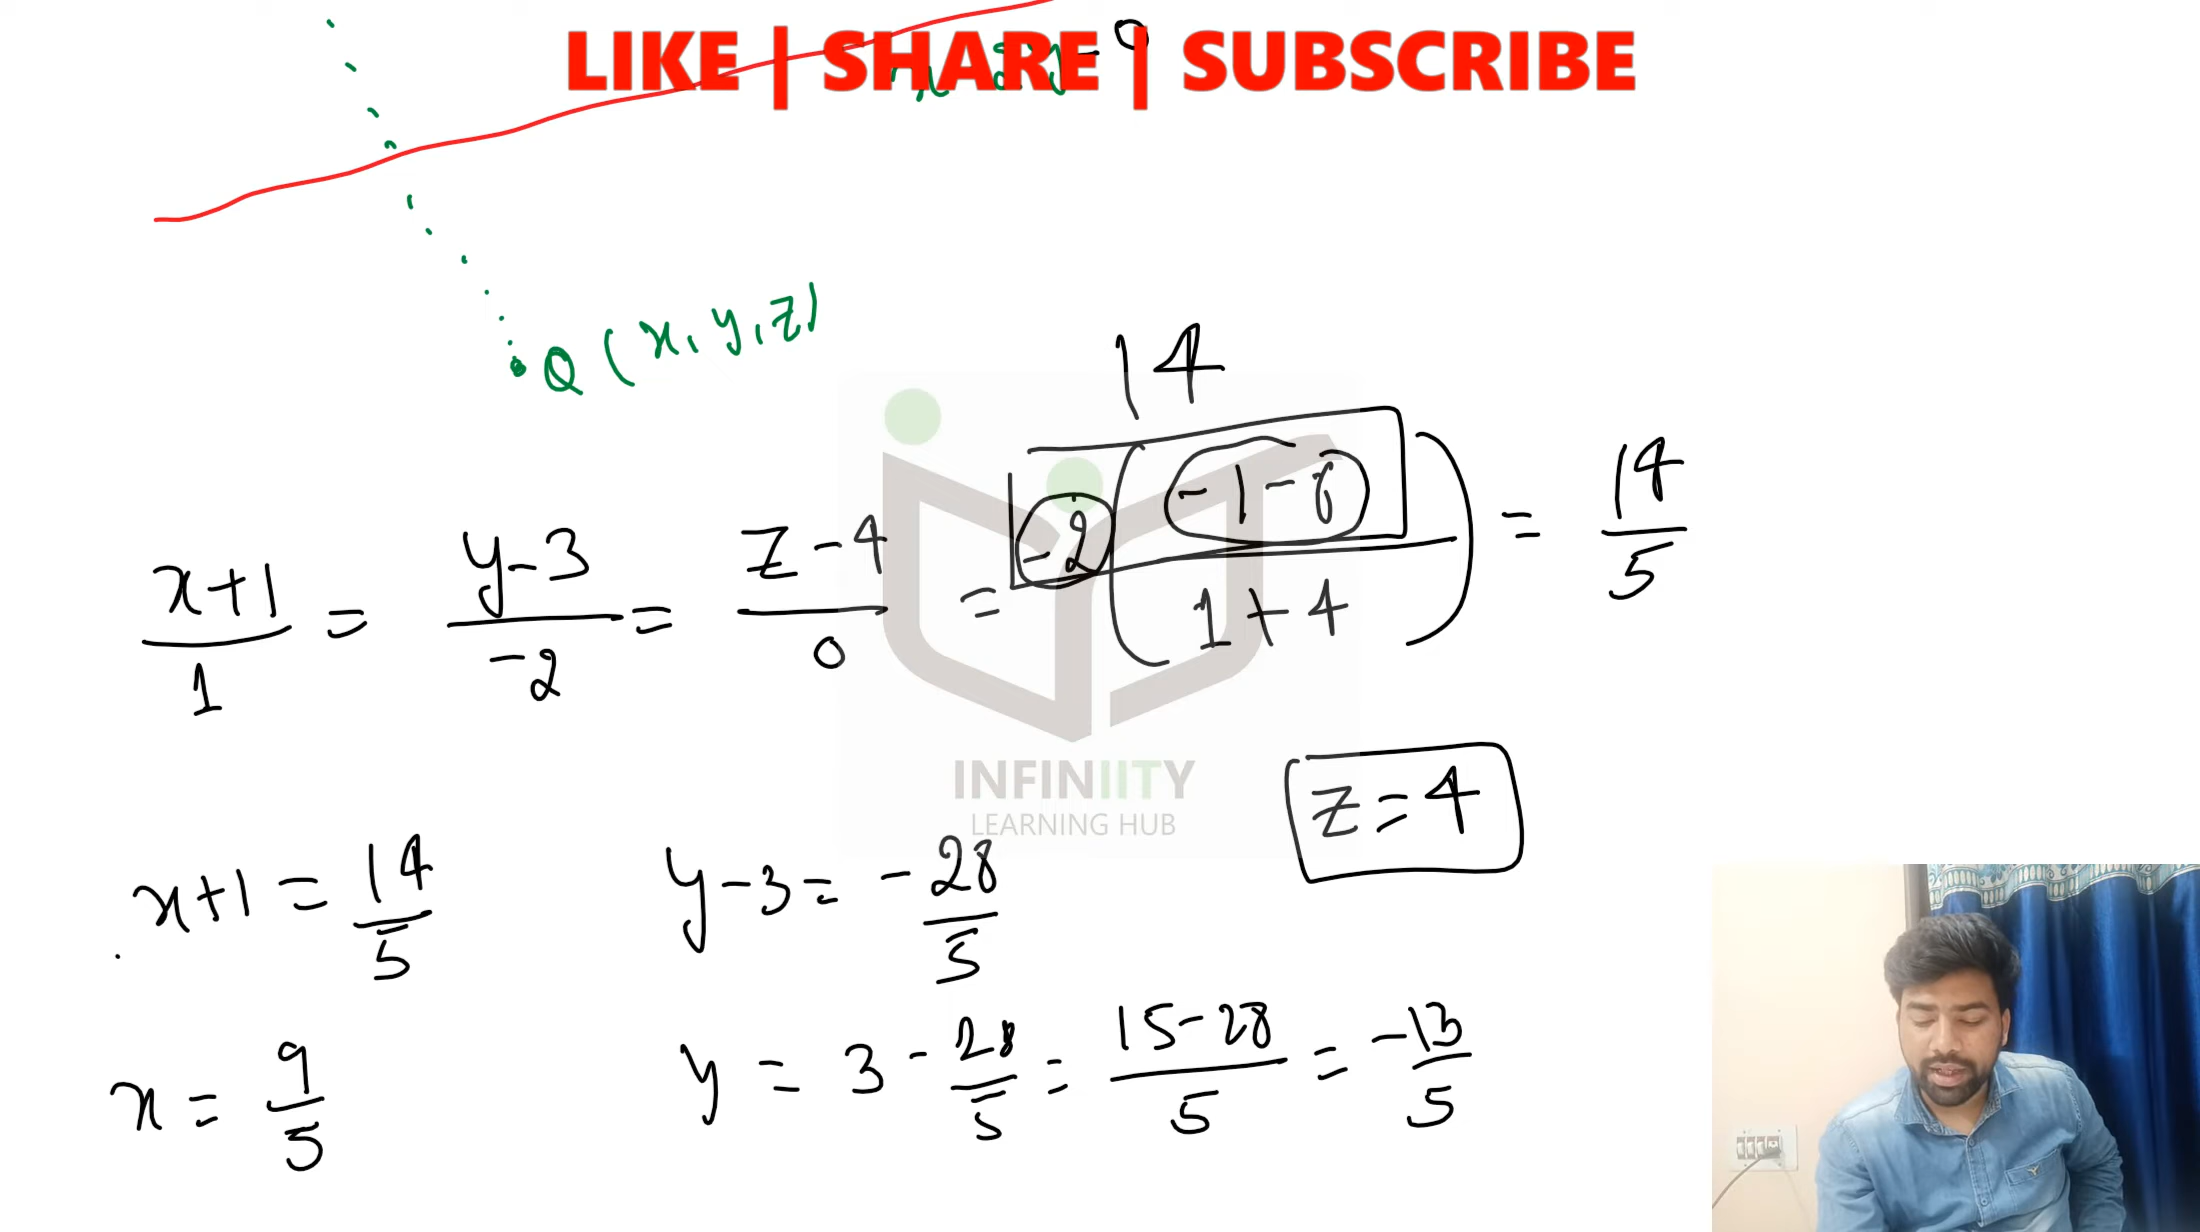 LIKE | SHARE | SUBSCRIBE
Q (x, y, z)
14
x+1/1 = y-3/-2 = z-4/0 = -2(-1-6/1+4) = 14/5
INFINIITY
LEARNING HUB
z=4
x+1 = 14/5
y-3 = -28/5
x = 9/5
y = 3 - 28/5 = 15-28/5 = -13/5